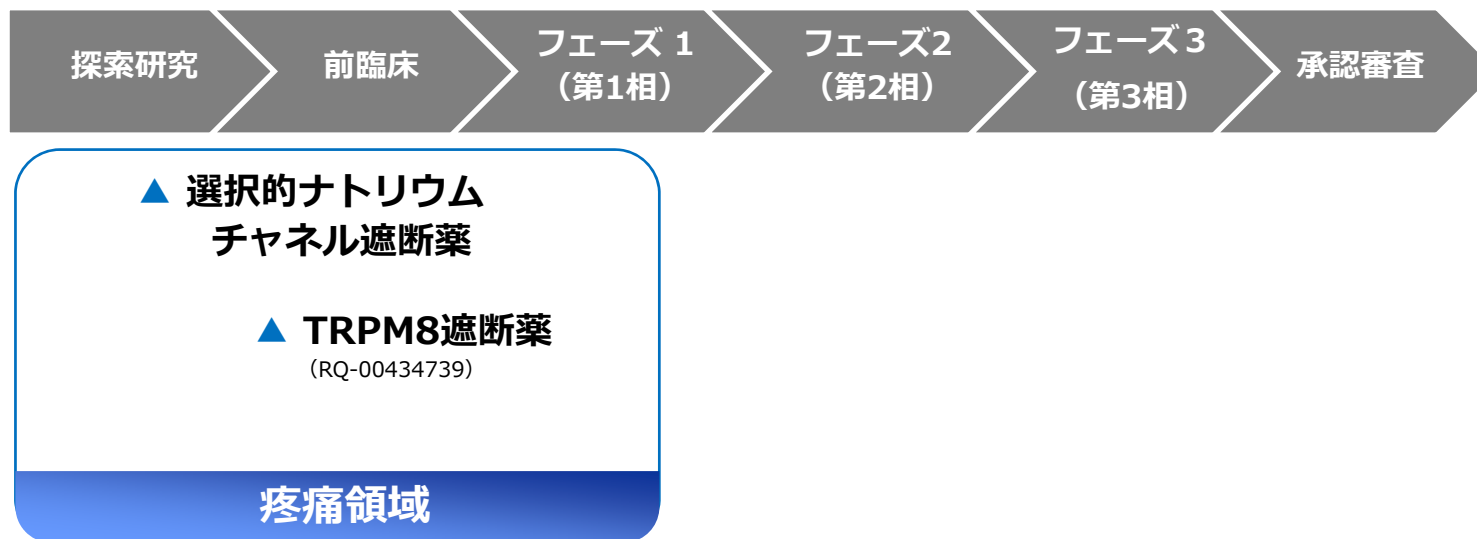 探索研究
前臨床
フェーズ 1
（第1相）
フェーズ2
（第2相）
フェーズ３
（第3相）
承認審査
▲ 選択的ナトリウム
チャネル遮断薬
▲ TRPM8遮断薬
（RQ-00434739）
疼痛領域